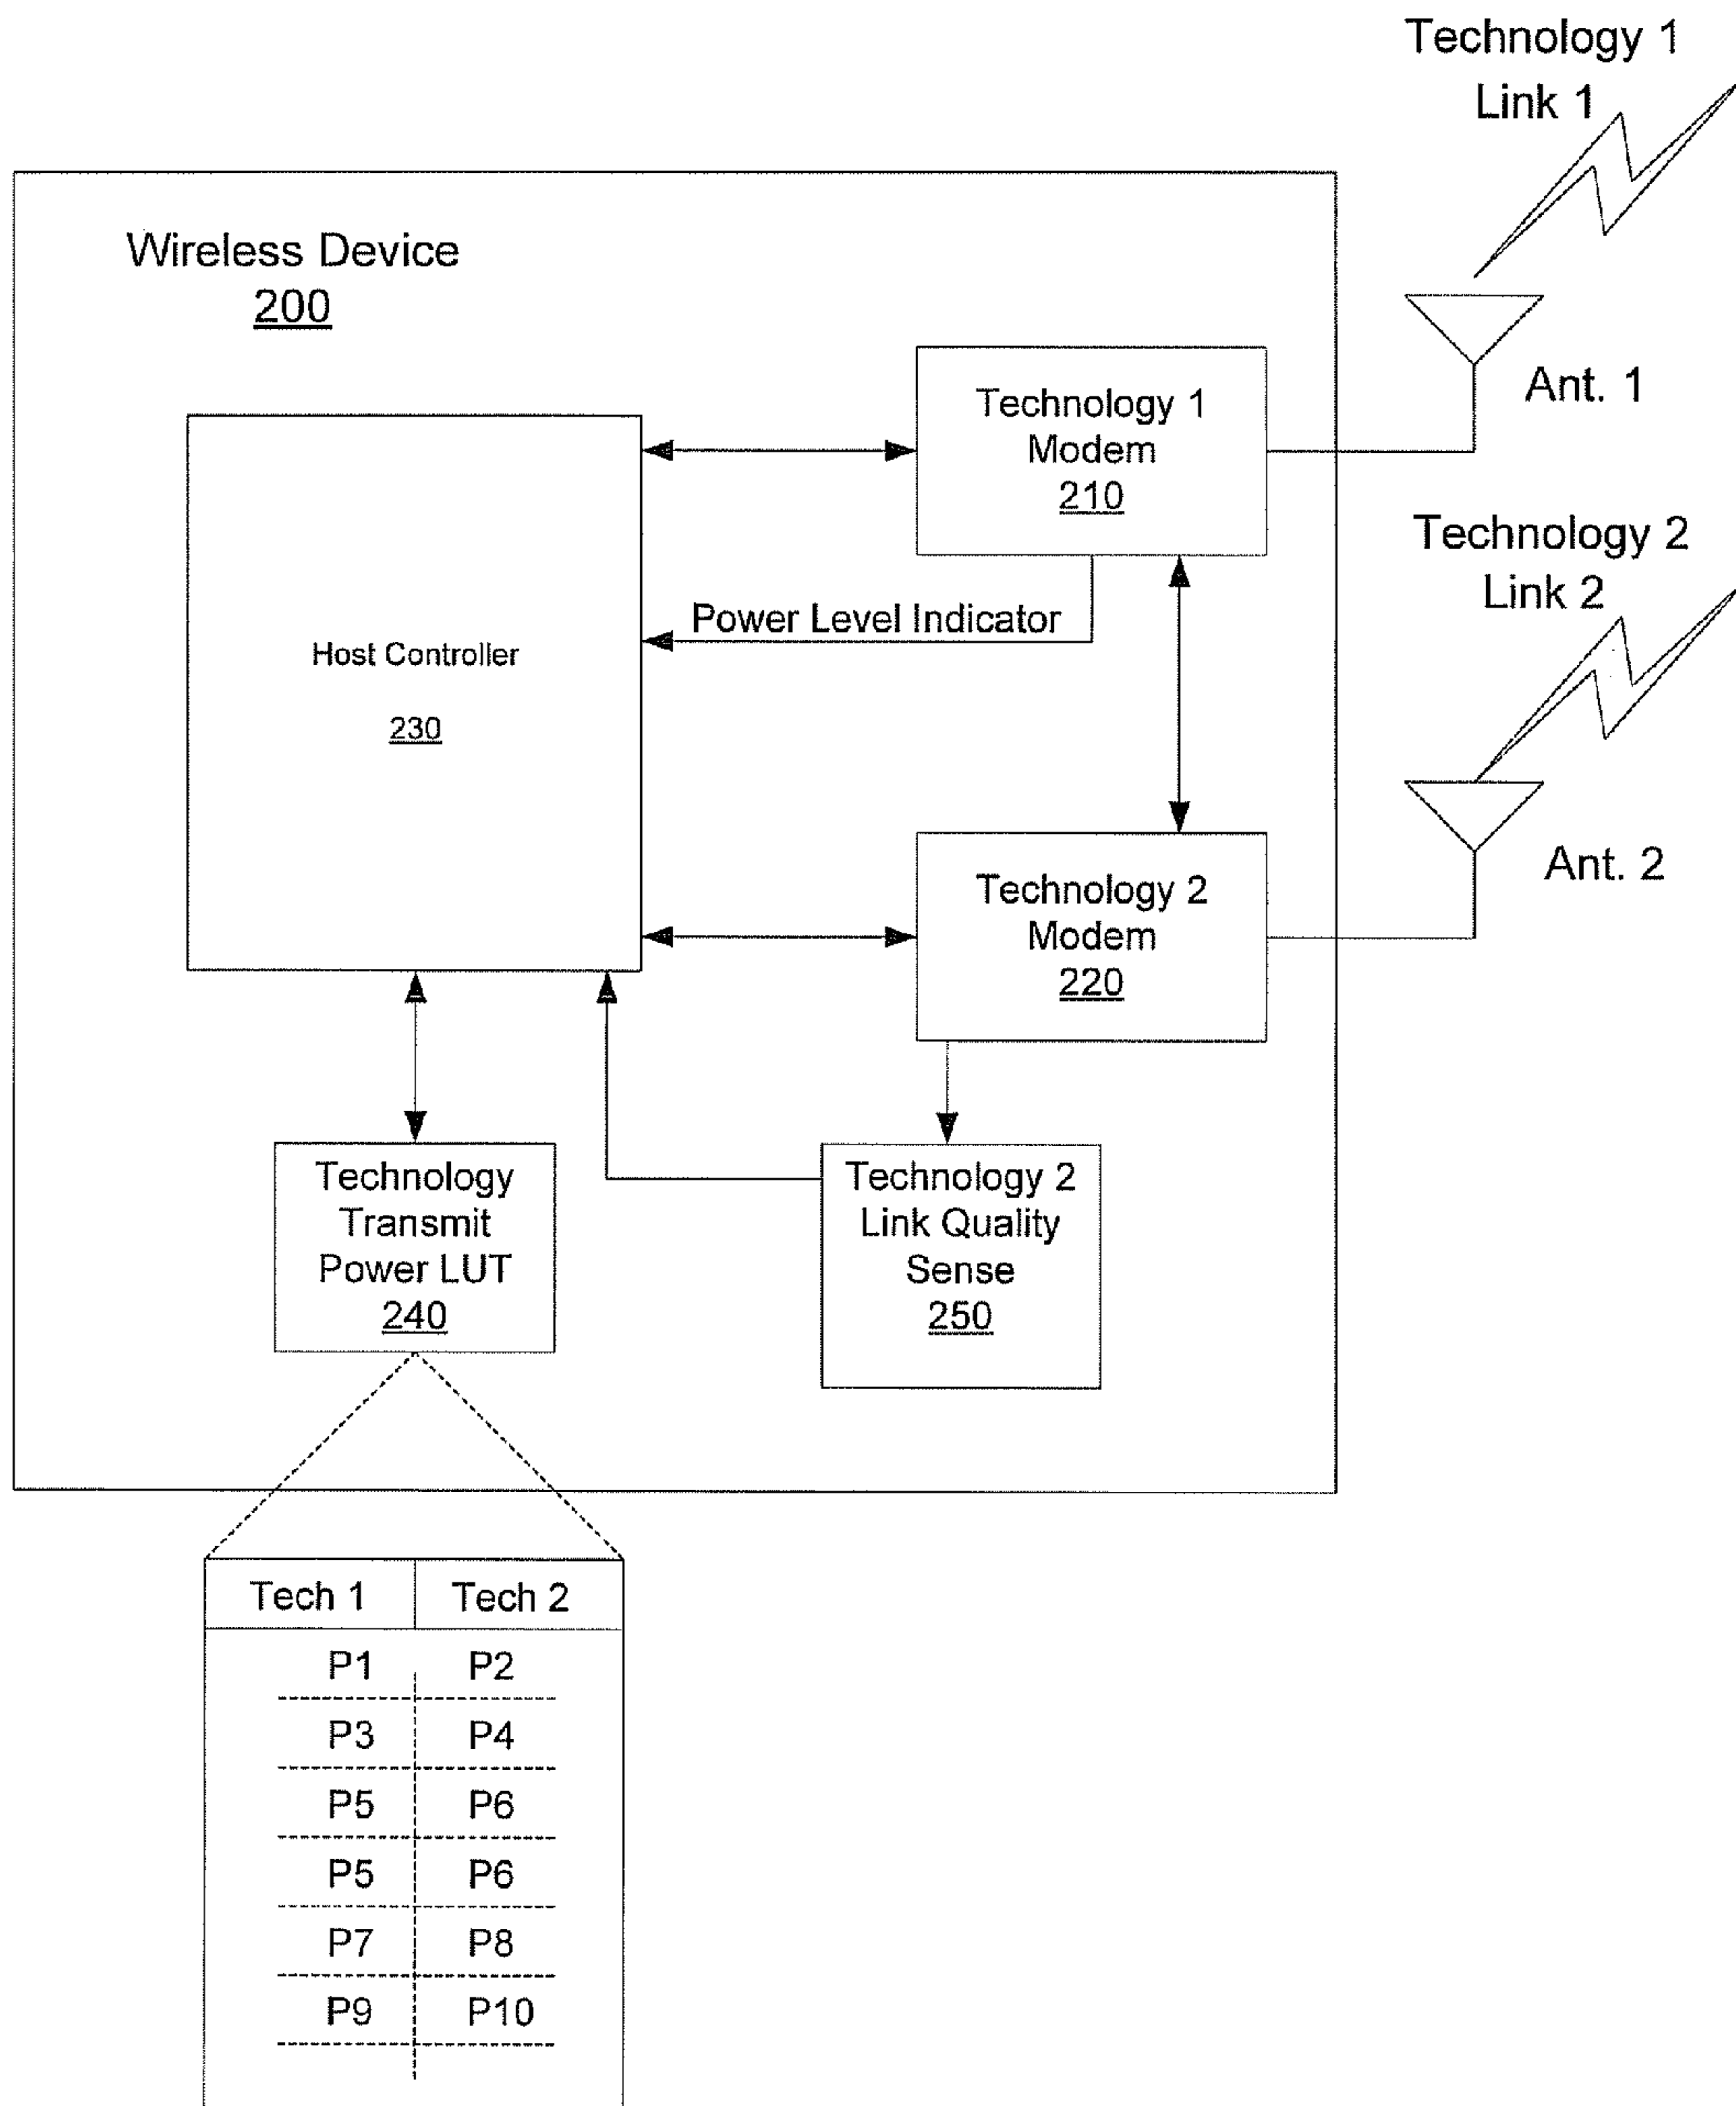 Technology 1
Link 1
Wireless Device
200
Technology 1
Modem
210
Ant. 1
Power Level Indicator
Host Controller
230
Technology 2
Link 2
Technology 2
Modem
220
Ant. 2
Technology
Transmit
Power LUT
240
Technology 2
Link Quality
Sense
250
Tech 1 Tech 2
P1 P2
P3 P4
P5 P6
P5 P6
P7 P8
P9 P10